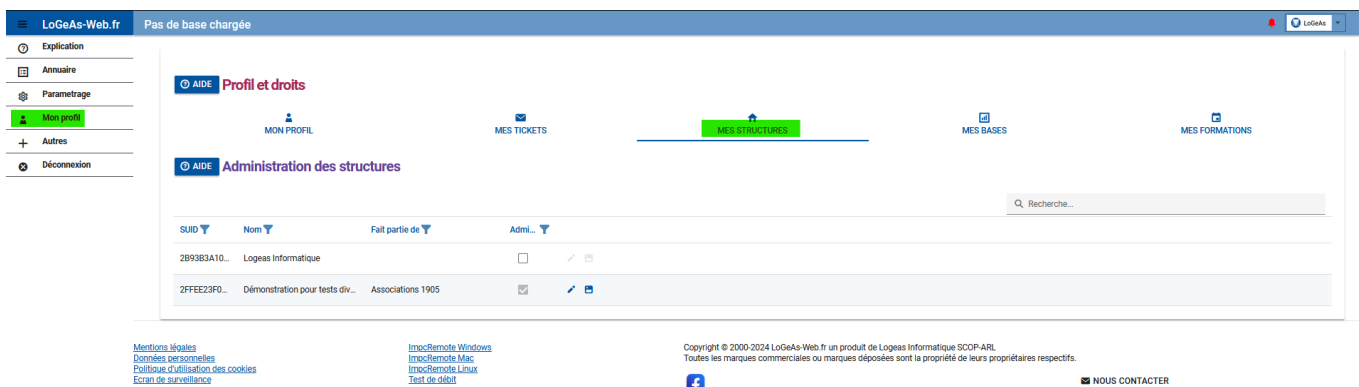 LoGeAs-Web.fr
Pas de base chargée
LoGeAs
Explication
Annuaire
Parametrage
Mon profil
Autres
Déconnexion
AIDE Profil et droits
MON PROFIL
MES TICKETS
MES STRUCTURES
MES BASES
MES FORMATIONS
AIDE Administration des structures
Recherche...
SUID Nom Fait partie de Admi...
2B93B3A10... Logeas Informatique
2FFEE23F0... Démonstration pour tests div... Associations 1905
Mentions légales
Données personnelles
Politique d'utilisation des cookies
Ecran de surveillance
ImpcRemote Windows
ImpcRemote Mac
ImpcRemote Linux
Test de débit
Copyright © 2000-2024 LoGeAs-Web.fr un produit de Logeas Informatique SCOP-ARL
Toutes les marques commerciales ou marques déposées sont la propriété de leurs propriétaires respectifs.
NOUS CONTACTER